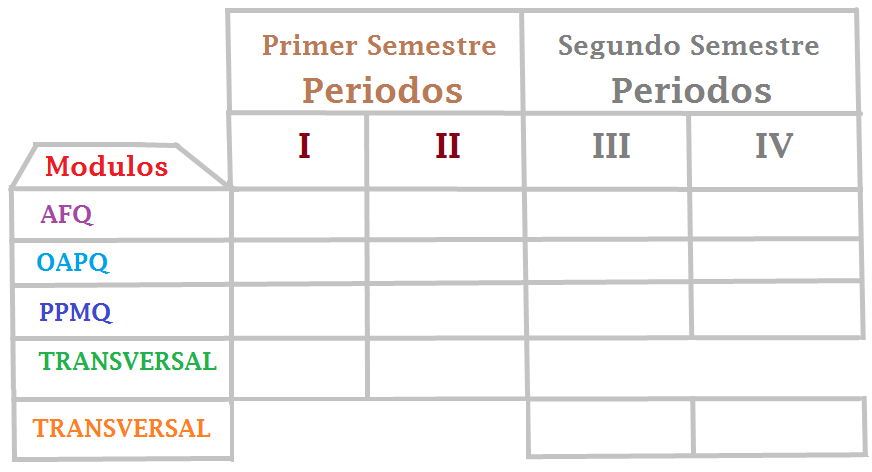 Primer Semestre
Periodos
Segundo Semestre
Periodos
I II III IV
Modulos
AFQ
OAPQ
PPMQ
TRANSVERSAL
TRANSVERSAL